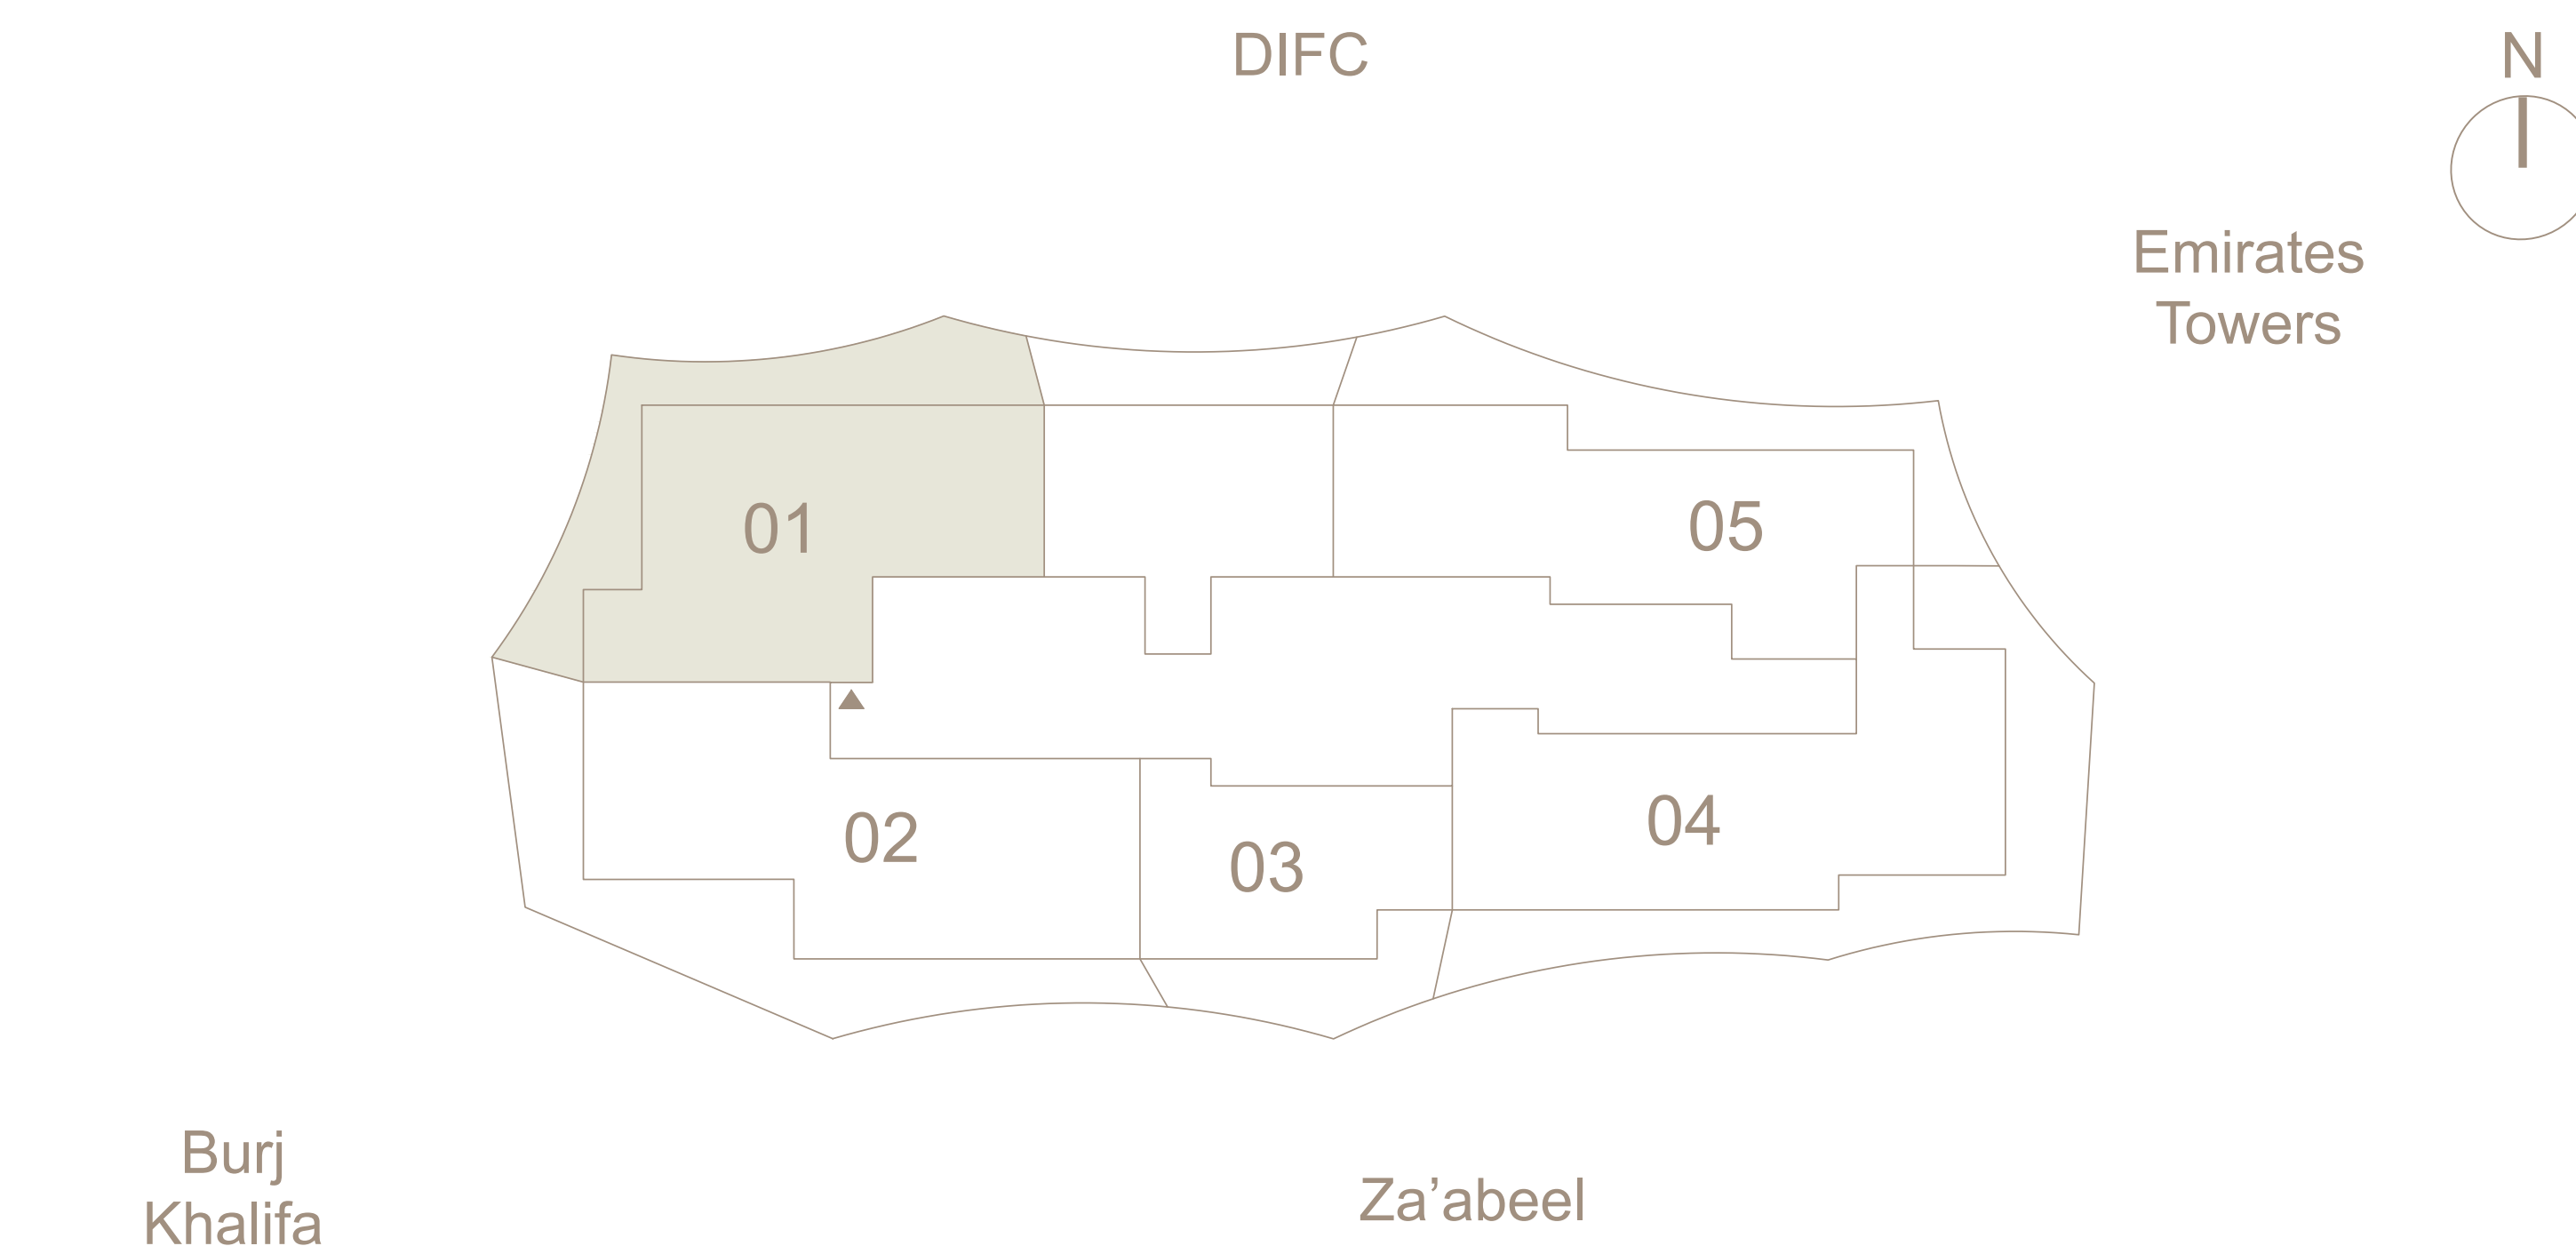 DIFC
N
Emirates
Towers
01
05
02
03
04
Burj
Khalifa
Za’abeel